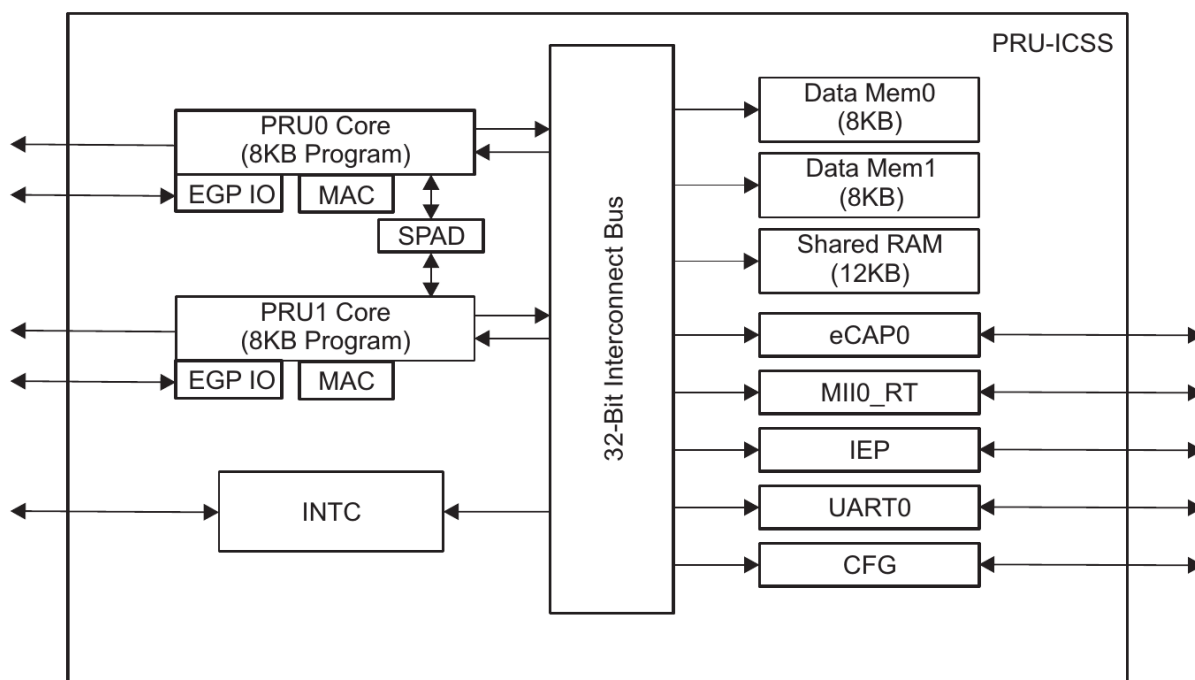 PRU-ICSS
PRU0 Core
(8KB Program)
EGP IO
MAC
SPAD
PRU1 Core
(8KB Program)
EGP IO
MAC
INTC
32-Bit Interconnect Bus
Data Mem0
(8KB)
Data Mem1
(8KB)
Shared RAM
(12KB)
eCAP0
MII0_RT
IEP
UART0
CFG